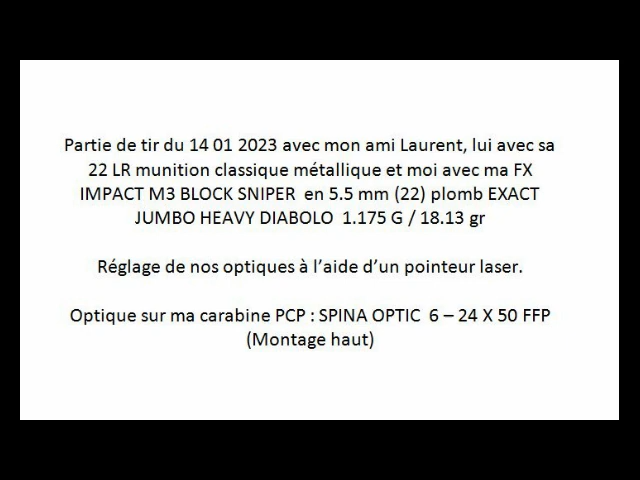 Partie de tir du 14 01 2023 avec mon ami Laurent, lui avec sa
22 LR munition classique métallique et moi avec ma FX
IMPACT M3 BLOCK SNIPER en 5.5 mm (22) plomb EXACT
JUMBO HEAVY DIABOLO 1.175 G / 18.13 gr
Réglage de nos optiques à l'aide d'un pointeur laser.
Optique sur ma carabine PCP : SPINA OPTIC 6 – 24 X 50 FFP
(Montage haut)